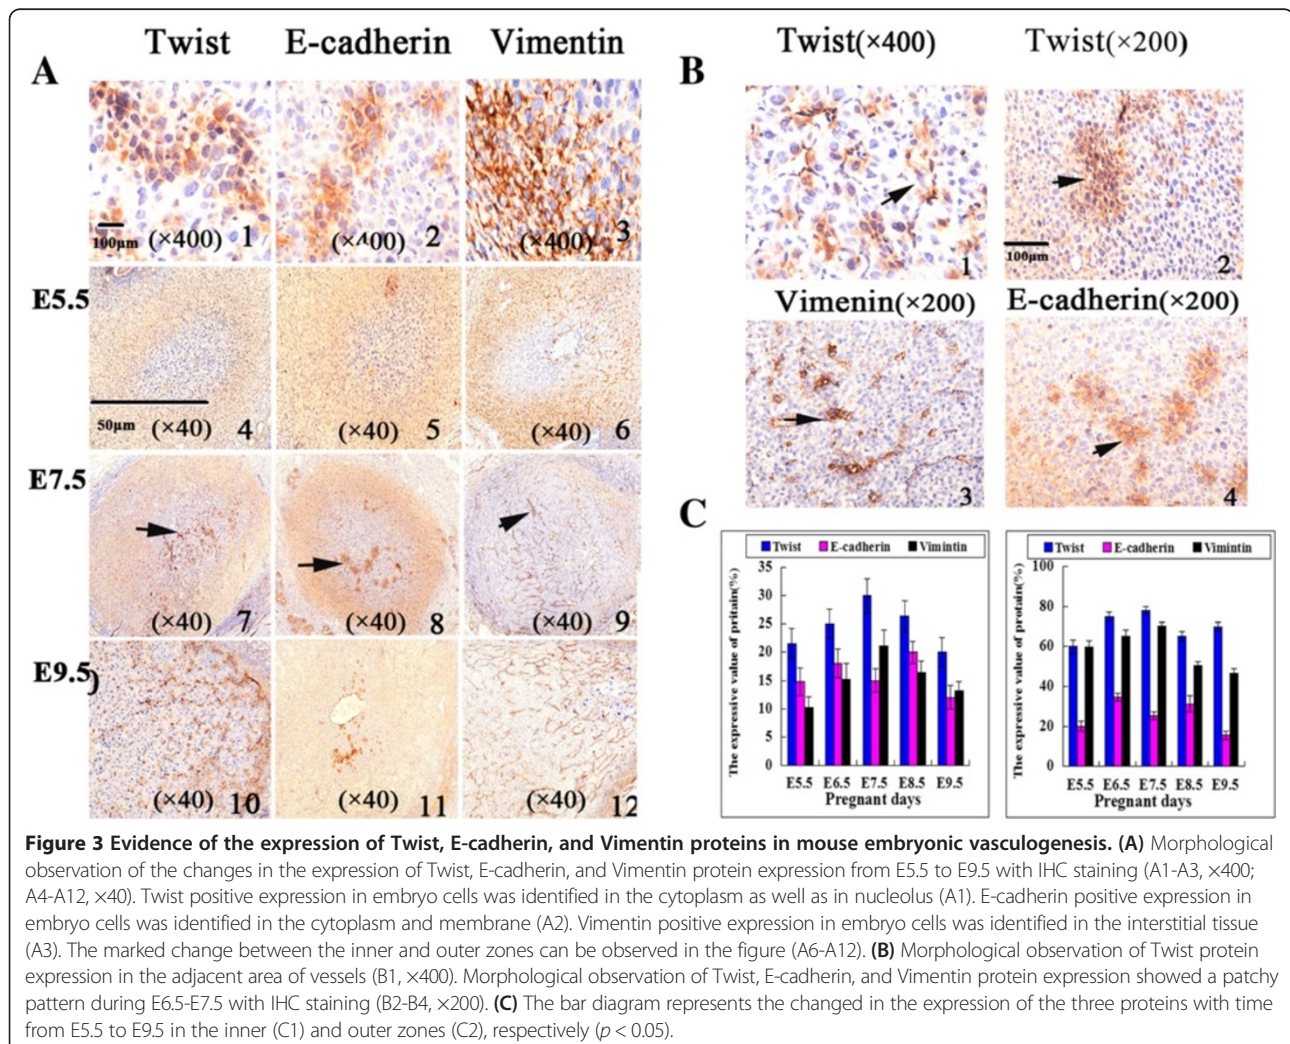 Twist E-cadherin Vimentin
A
100µm (×400) 1
(×400) 2
(×400) 3
E5.5
50µm (×40) 4
(×40) 5
(×40) 6
E7.5
(×40) 7
(×40) 8
(×40) 9
E9.5)
(×40) 10
(×40) 11
(×40) 12
B
Twist(×400) Twist(×200)
1
100µm 2
Vimenin(×200) E-cadherin(×200)
3
4
C
Twist E-cadherin Vimintin
The expressive value of pritain(%)
35
30
25
20
15
10
5
0
E5.5 E6.5 E7.5 E8.5 E9.5
Pregnant days
Twist E-cadherin Vimintin
The expressive value of protain(%)
100
80
60
40
20
0
E5.5 E6.5 E7.5 E8.5 E9.5
Pregnant days
Figure 3 Evidence of the expression of Twist, E-cadherin, and Vimentin proteins in mouse embryonic vasculogenesis. (A) Morphological
observation of the changes in the expression of Twist, E-cadherin, and Vimentin protein expression from E5.5 to E9.5 with IHC staining (A1-A3, ×400;
A4-A12, ×40). Twist positive expression in embryo cells was identified in the cytoplasm as well as in nucleolus (A1). E-cadherin positive expression in
embryo cells was identified in the cytoplasm and membrane (A2). Vimentin positive expression in embryo cells was identified in the interstitial tissue
(A3). The marked change between the inner and outer zones can be observed in the figure (A6-A12). (B) Morphological observation of Twist protein
expression in the adjacent area of vessels (B1, ×400). Morphological observation of Twist, E-cadherin, and Vimentin protein expression showed a patchy
pattern during E6.5-E7.5 with IHC staining (B2-B4, ×200). (C) The bar diagram represents the changed in the expression of the three proteins with time
from E5.5 to E9.5 in the inner (C1) and outer zones (C2), respectively (p < 0.05).